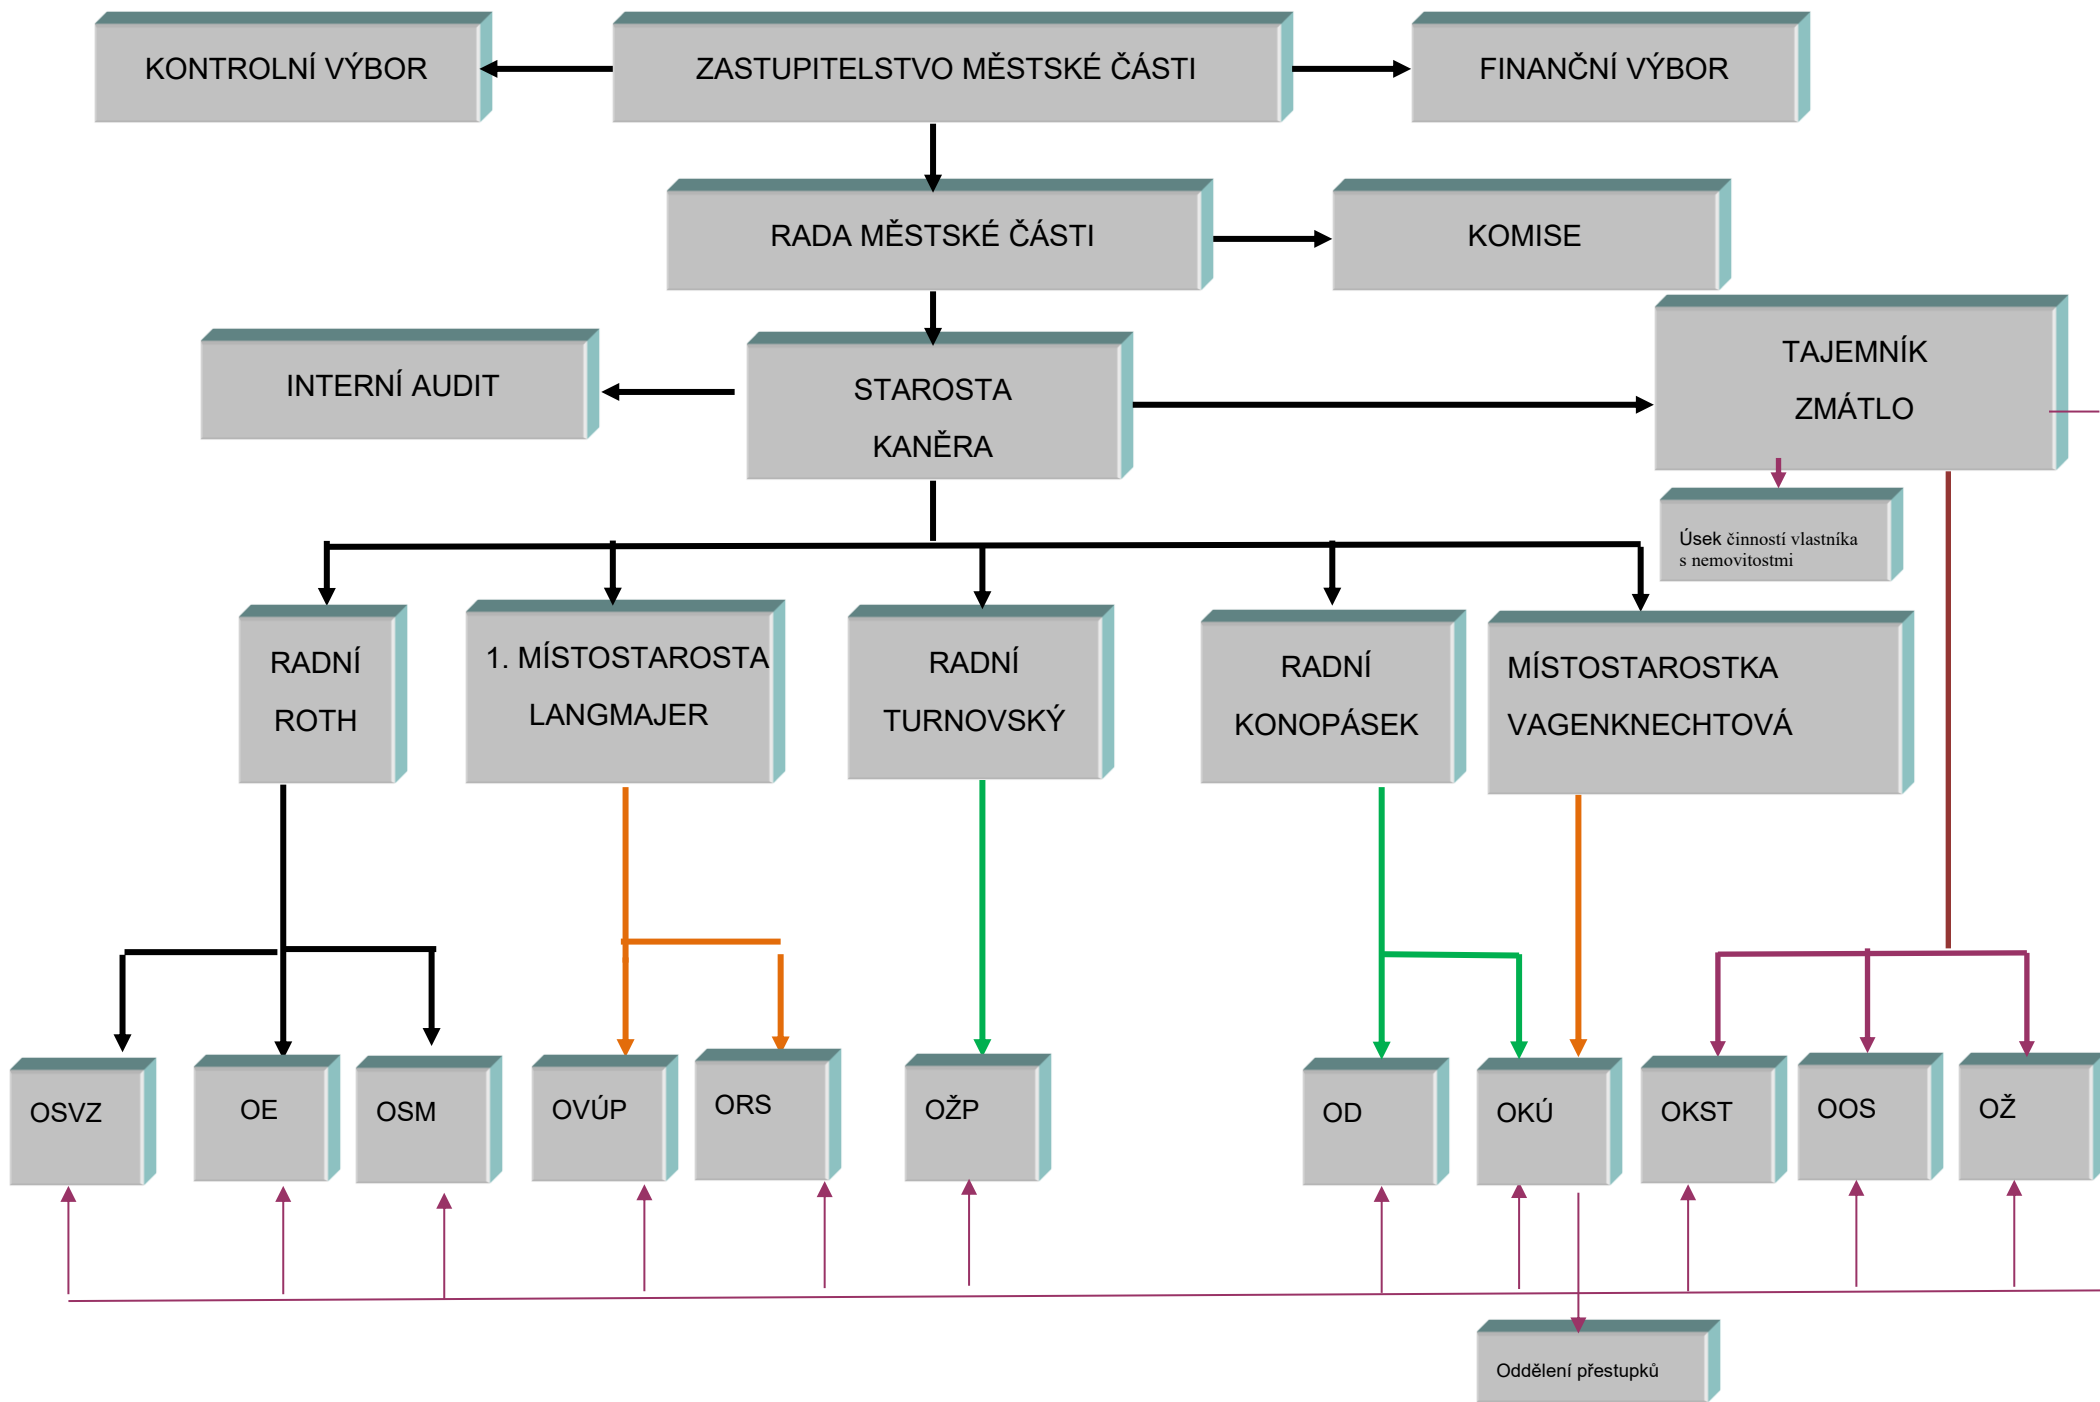 KONTROLNÍ VÝBOR
ZASTUPITELSTVO MĚSTSKÉ ČÁSTI
FINANČNÍ VÝBOR
RADA MĚSTSKÉ ČÁSTI
KOMISE
INTERNÍ AUDIT
STAROSTA
KANĚRA
TAJEMNÍK
ZMÁTLO
Úsek činností vlastníka
s nemovitostmi
RADNÍ
ROTH
1. MÍSTOSTAROSTA
LANGMAJER
RADNÍ
TURNOVSKÝ
RADNÍ
KONOPÁSEK
MÍSTOSTAROSTKA
VAGENKNECHTOVÁ
OSVZ
OE
OSM
OVÚP
ORS
OŽP
OD
OKÚ
OKST
OOS
OŽ
Oddělení přestupků